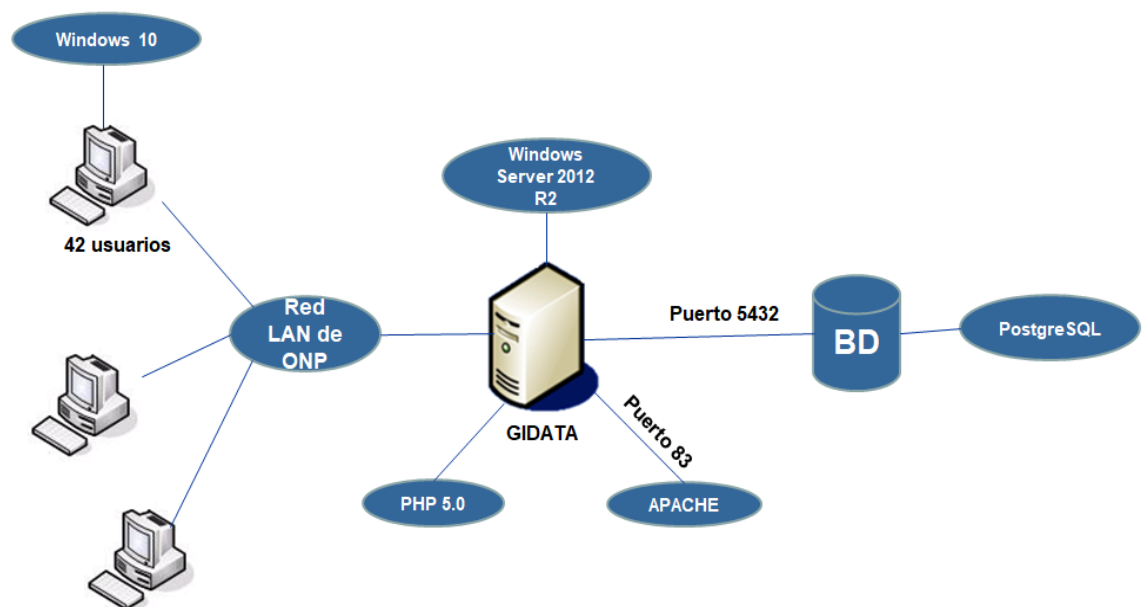 Windows 10
42 usuarios
Red
LAN de
ONP
Windows
Server 2012
R2
GIDATA
PHP 5.0
Puerto 83
APACHE
Puerto 5432
BD
PostgreSQL